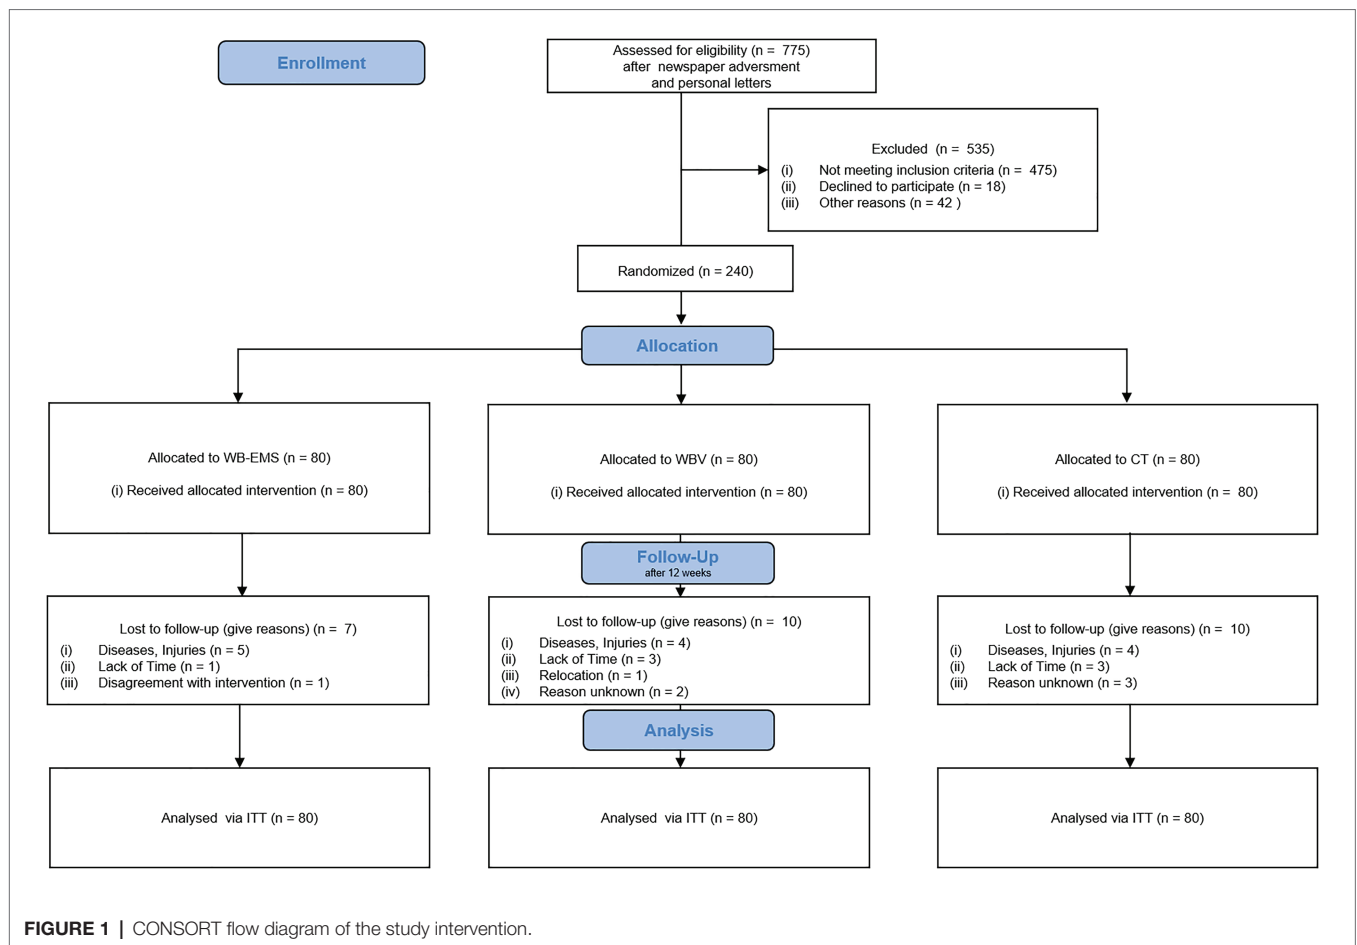 Enrollment
Assessed for eligibility (n = 775)
after newspaper adversment
and personal letters
Excluded (n = 535)
(i) Not meeting inclusion criteria (n = 475)
(ii) Declined to participate (n = 18)
(iii) Other reasons (n = 42 )
Randomized (n = 240)
Allocation
Allocated to WB-EMS (n = 80)
(i) Received allocated intervention (n = 80)
Allocated to WBV (n = 80)
(i) Received allocated intervention (n = 80)
Allocated to CT (n = 80)
(i) Received allocated intervention (n = 80)
Follow-Up
after 12 weeks
Lost to follow-up (give reasons) (n = 7)
(i) Diseases, Injuries (n = 5)
(ii) Lack of Time (n = 1)
(iii) Disagreement with intervention (n = 1)
Lost to follow-up (give reasons) (n = 10)
(i) Diseases, Injuries (n = 4)
(ii) Lack of Time (n = 3)
(iii) Relocation (n = 1)
(iv) Reason unknown (n = 2)
Lost to follow-up (give reasons) (n = 10)
(i) Diseases, Injuries (n = 4)
(ii) Lack of Time (n = 3)
(iii) Reason unknown (n = 3)
Analysis
Analysed via ITT (n = 80)
Analysed via ITT (n = 80)
Analysed via ITT (n = 80)
FIGURE 1 | CONSORT flow diagram of the study intervention.